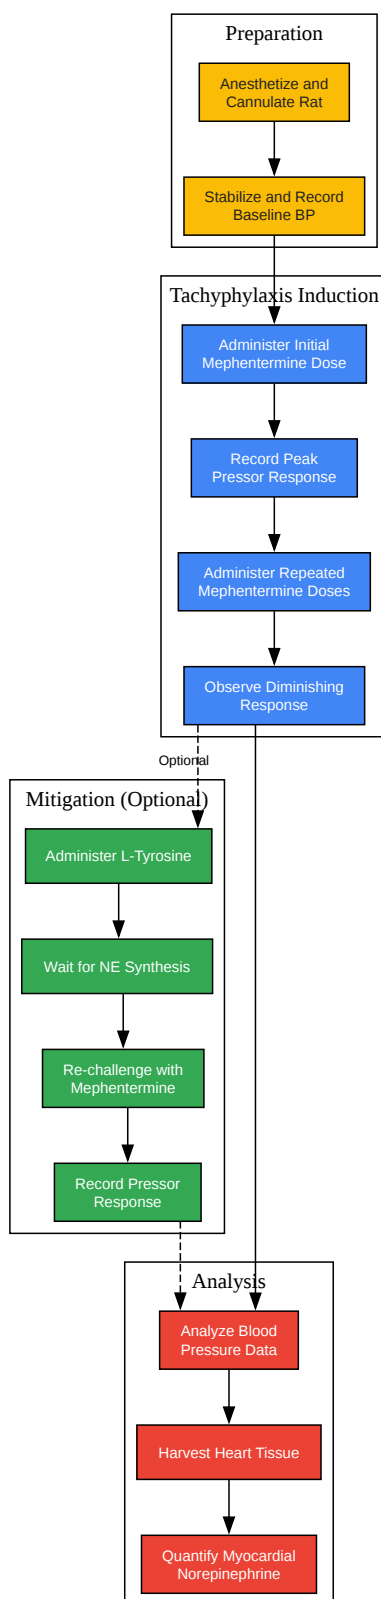 Preparation
Anesthetize and
Cannulate Rat
Stabilize and Record
Baseline BP
Tachyphylaxis Induction
Administer Initial
Mephentermine Dose
Record Peak
Pressor Response
Administer Repeated
Mephentermine Doses
Observe Diminishing
Response
Optional
Mitigation (Optional)
Administer L-Tyrosine
Wait for NE Synthesis
Re-challenge with
Mephentermine
Record Pressor
Response
Analysis
Analyze Blood
Pressure Data
Harvest Heart Tissue
Quantify Myocardial
Norepinephrine